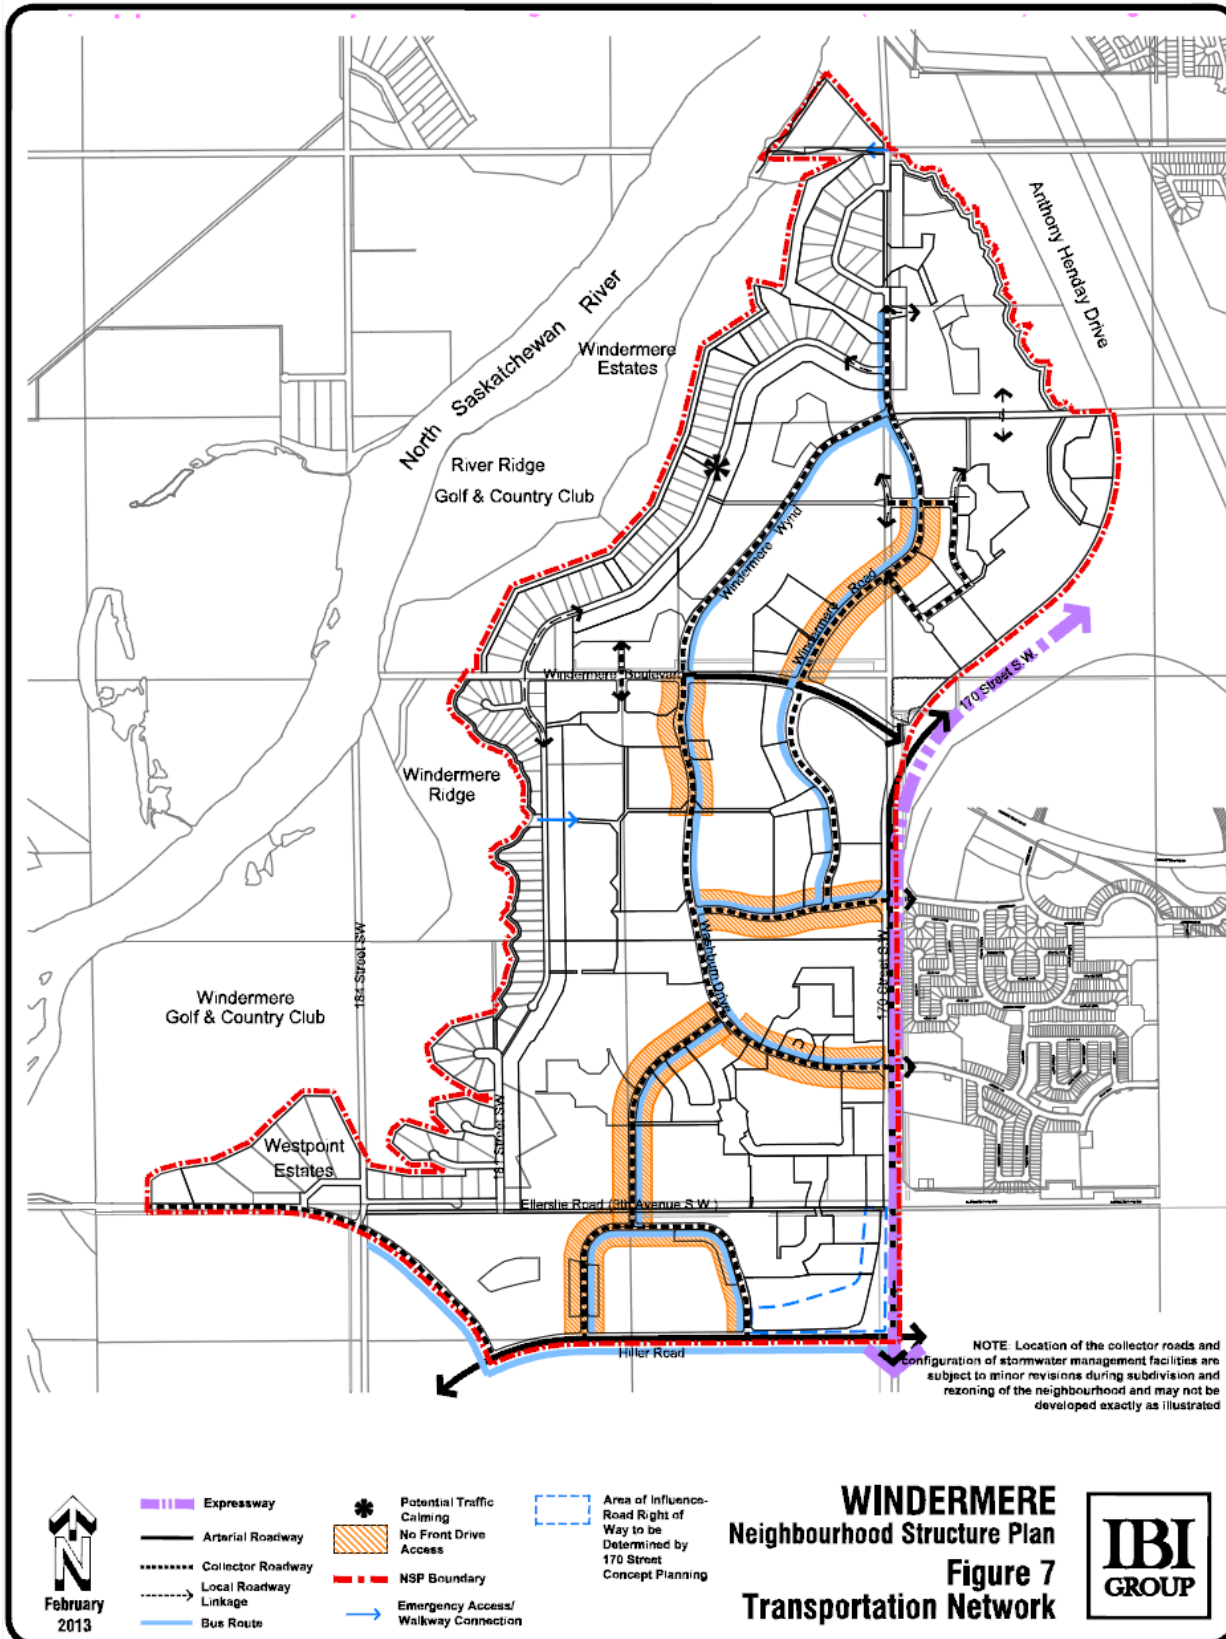 Anthony Henday Drive
North Saskatchewan River
Windermere
Estates
River Ridge
Golf & Country Club
Windermere Wynd
Windermere Road
Windermere Boulevard
170 Street S.W.
Windermere
Ridge
184 Street SW
Washburn Drive
170 Street S.W.
Windermere
Golf & Country Club
Westpoint
Estates
181 Street SW
Ellerslie Road (9th Avenue S.W.)
Hiller Road
NOTE: Location of the collector roads and
configuration of stormwater management facilities are
subject to minor revisions during subdivision and
rezoning of the neighbourhood and may not be
developed exactly as illustrated
N
February
2013
Expressway
Arterial Roadway
Collector Roadway
Local Roadway
Linkage
Bus Route
Potential Traffic
Calming
No Front Drive
Access
NSP Boundary
Emergency Access/
Walkway Connection
Area of Influence-
Road Right of
Way to be
Determined by
170 Street
Concept Planning
WINDERMERE
Neighbourhood Structure Plan
Figure 7
Transportation Network
IBI
GROUP